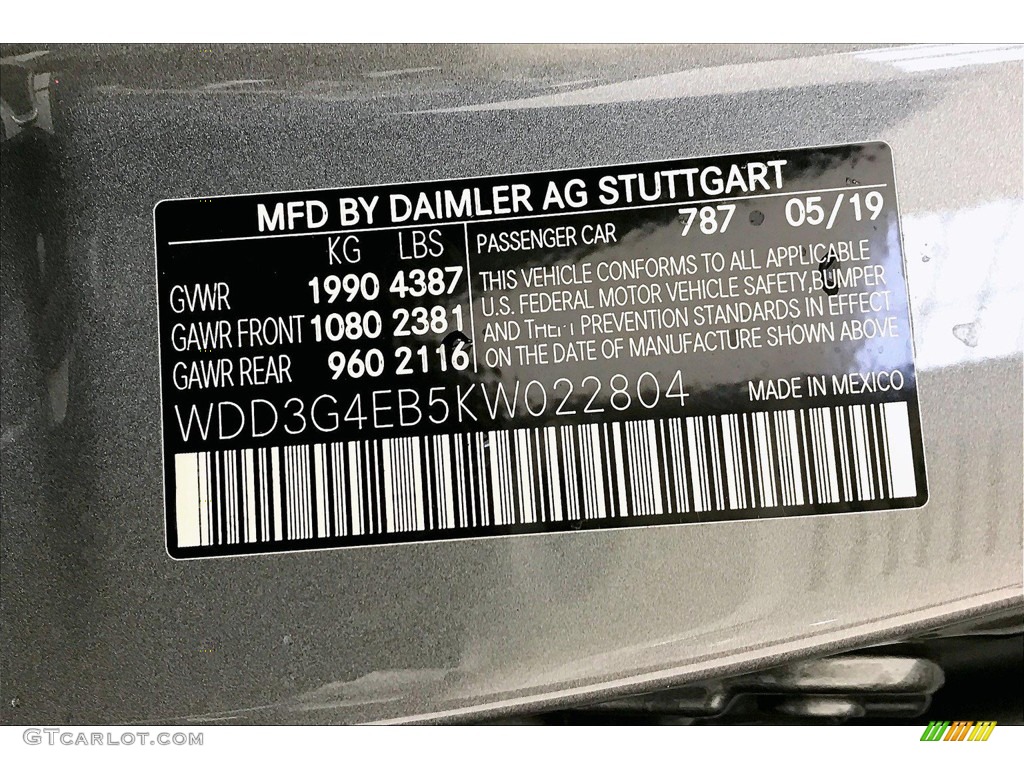 MFD BY DAIMLER AG STUTTGART
KG LBS
GVWR 1990 4387
GAWR FRONT 1080 2381
GAWR REAR 960 2116
PASSENGER CAR 787 05/19
THIS VEHICLE CONFORMS TO ALL APPLICABLE
U.S. FEDERAL MOTOR VEHICLE SAFETY, BUMPER
AND THEFT PREVENTION STANDARDS IN EFFECT
ON THE DATE OF MANUFACTURE SHOWN ABOVE
WDD3G4EB5KW022804 MADE IN MEXICO
GTCARLOT.COM